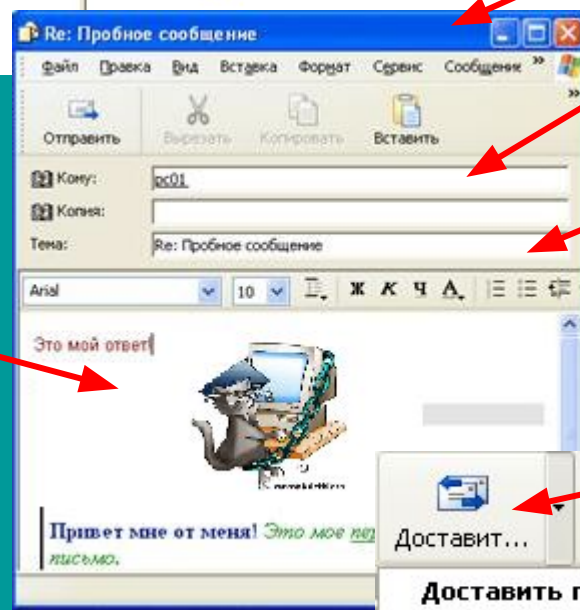 Re: Пробное сообщение
Файл Правка Вид Вставка Формат Сервис Сообщение »
Отправить Вырезать Копировать Вставить »
Кому: pc01
Копия:
Тема: Re: Пробное сообщение
Arial 10 Ж К Ч A
Это мой ответ
Привет мне от меня! Это мое пер
письмо.
Доставит...
Доставить п